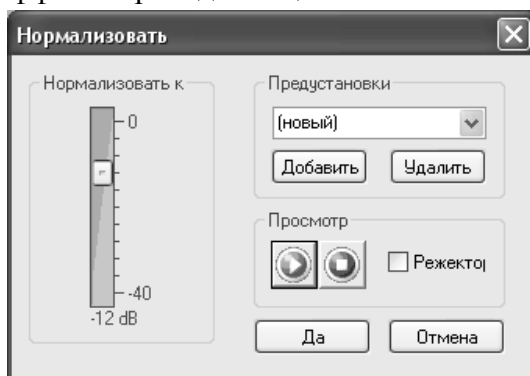 Нормализовать
Нормализовать к
0
-40
-12 dB
Предустановки
(новый)
Добавить
Удалить
Просмотр
Режектор
Да
Отмена